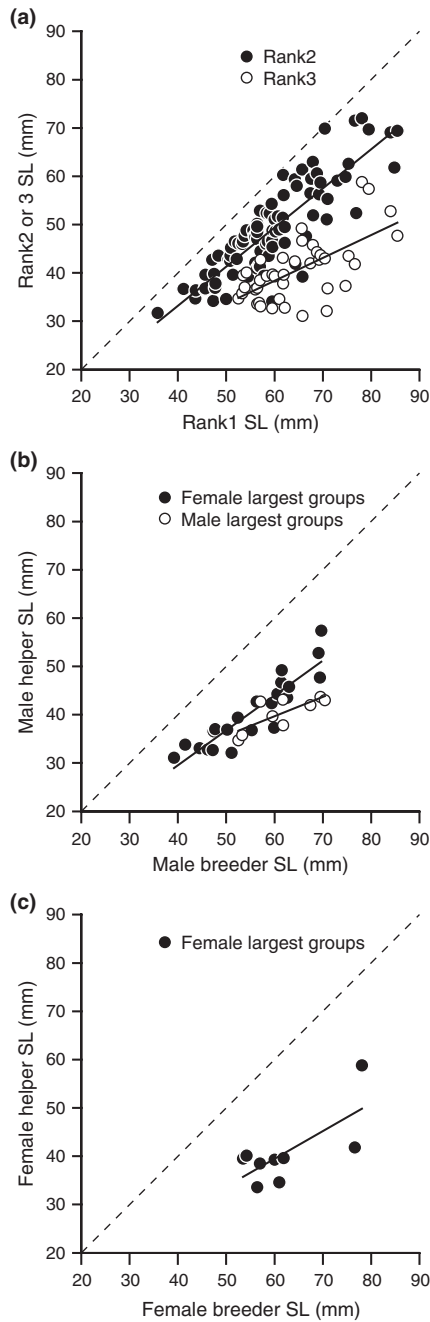 (a)
90
80
70
60
50
40
30
20
Rank2 or 3 SL (mm)
Rank2
Rank3
20 30 40 50 60 70 80 90
Rank1 SL (mm)
(b)
90
80
70
60
50
40
30
20
Male helper SL (mm)
Female largest groups
Male largest groups
20 30 40 50 60 70 80 90
Male breeder SL (mm)
(c)
90
80
70
60
50
40
30
20
Female helper SL (mm)
Female largest groups
20 30 40 50 60 70 80 90
Female breeder SL (mm)